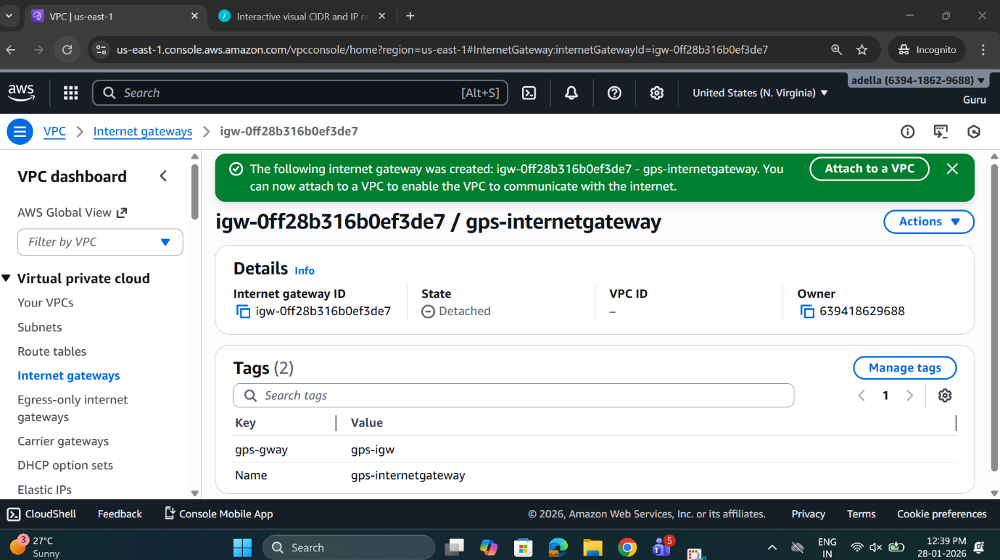 VPC | us-east-1
Interactive visual CIDR and IP ra
us-east-1.console.aws.amazon.com/vpcconsole/home?region=us-east-1#InternetGateway:internetGatewayId=igw-0ff28b316b0ef3de7
Incognito
aws
Search
[Alt+S]
United States (N. Virginia)
adella (6394-1862-9688)
Guru
VPC
Internet gateways
igw-0ff28b316b0ef3de7
VPC dashboard
AWS Global View
Filter by VPC
Virtual private cloud
Your VPCs
Subnets
Route tables
Internet gateways
Egress-only internet
gateways
Carrier gateways
DHCP option sets
Elastic IPs
The following internet gateway was created: igw-0ff28b316b0ef3de7 - gps-internetgateway. You
can now attach to a VPC to enable the VPC to communicate with the internet.
Attach to a VPC
igw-0ff28b316b0ef3de7 / gps-internetgateway
Actions
Details Info
Internet gateway ID
igw-0ff28b316b0ef3de7
State
Detached
VPC ID
–
Owner
639418629688
Tags (2)
Manage tags
Search tags
1
Key Value
gps-gway gps-igw
Name gps-internetgateway
CloudShell
Feedback
Console Mobile App
© 2026, Amazon Web Services, Inc. or its affiliates.
Privacy
Terms
Cookie preferences
3
27°C
Sunny
Search
5
ENG
IN
12:39 PM
28-01-2026